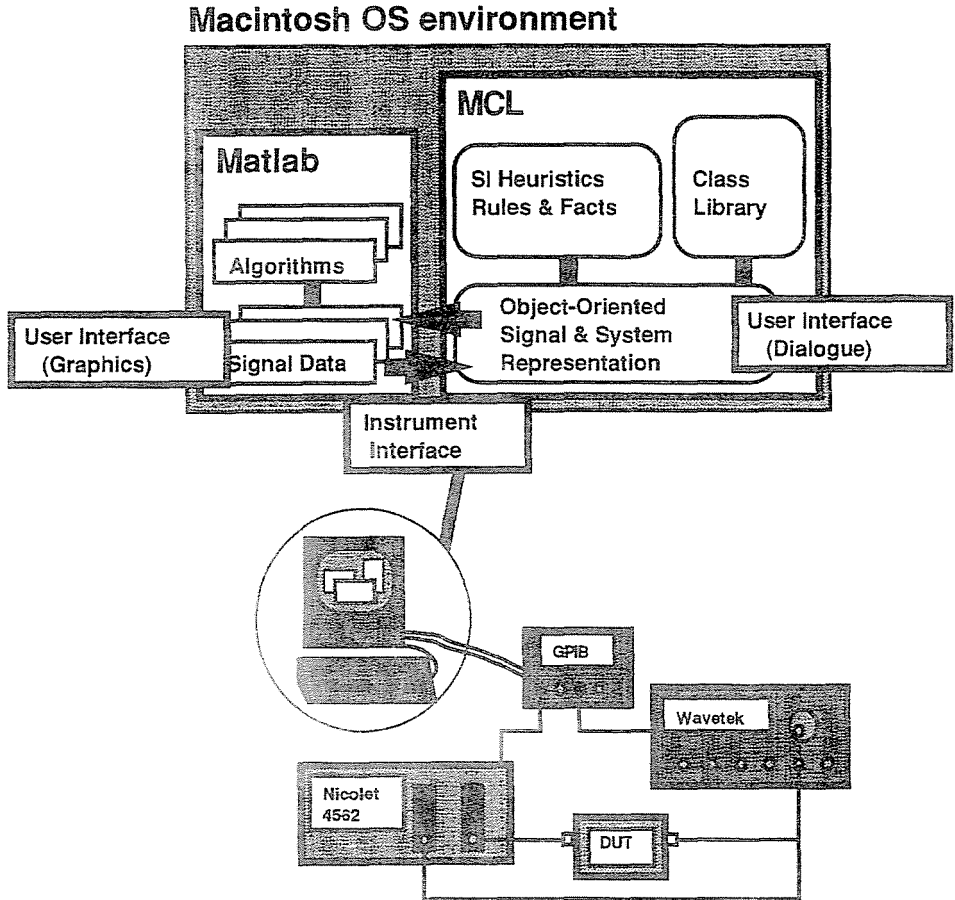 Macintosh OS environment
MCL
Matlab
SI Heuristics
Rules & Facts
Class
Library
Algorithms
User Interface
(Graphics)
Signal Data
Object-Oriented
Signal & System
Representation
User Interface
(Dialogue)
Instrument
Interface
GPIB
Wavetek
Nicolet
4562
DUT